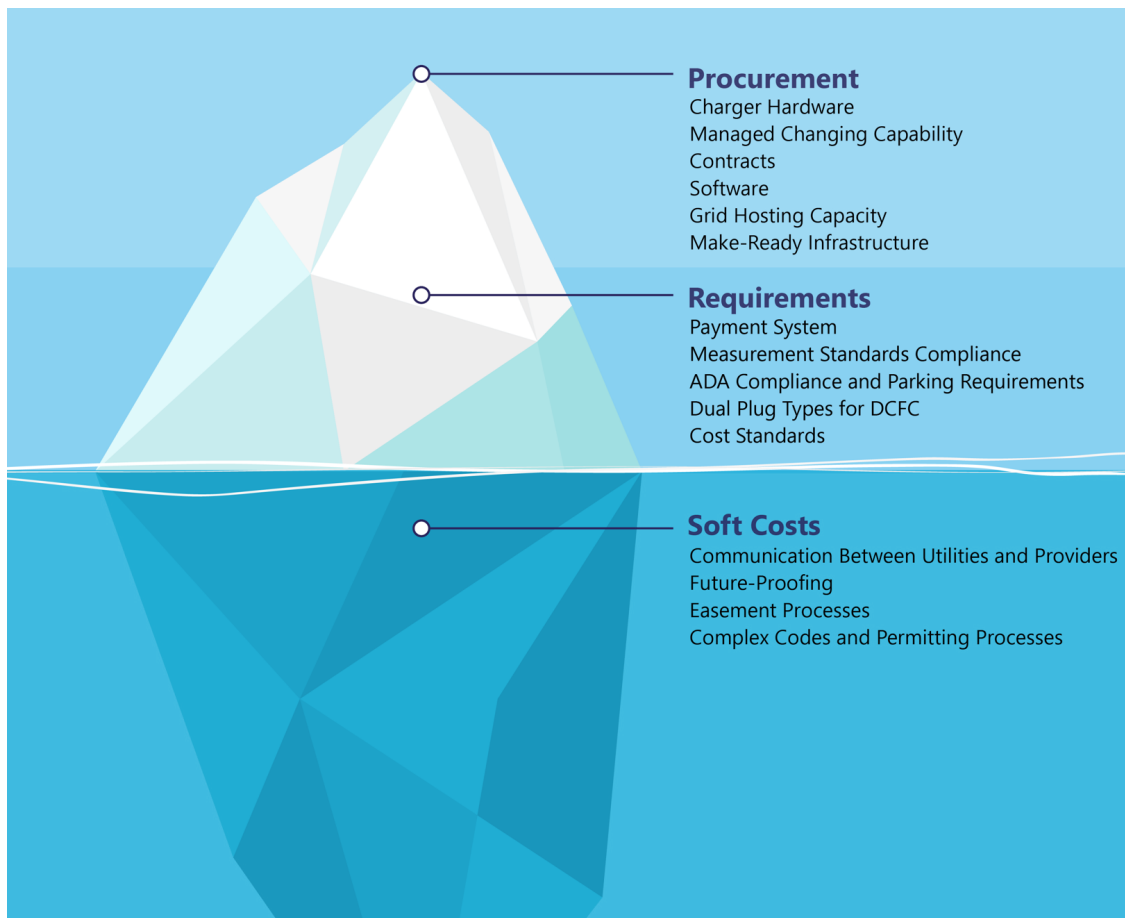 Procurement
Charger Hardware
Managed Changing Capability
Contracts
Software
Grid Hosting Capacity
Make-Ready Infrastructure
Requirements
Payment System
Measurement Standards Compliance
ADA Compliance and Parking Requirements
Dual Plug Types for DCFC
Cost Standards
Soft Costs
Communication Between Utilities and Providers
Future-Proofing
Easement Processes
Complex Codes and Permitting Processes